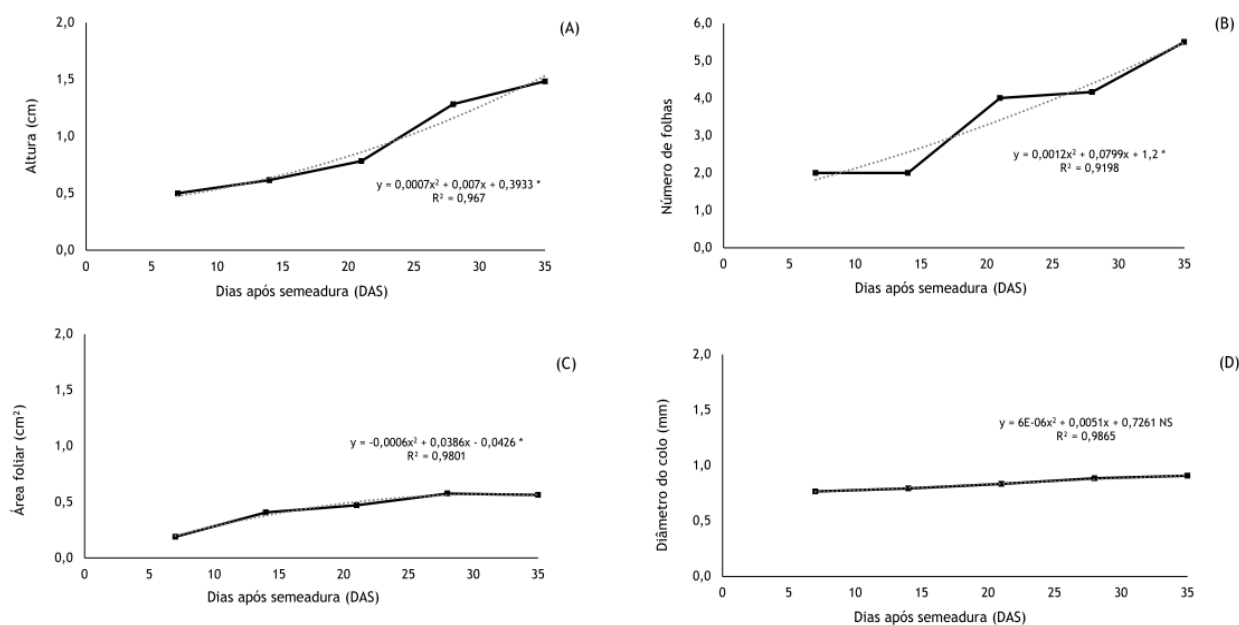 (A)
Altura (cm)
2,0
1,5
1,0
0,5
0,0
y = 0,0007x² + 0,007x + 0,3933 *
R² = 0,967
0 5 10 15 20 25 30 35
Dias após semeadura (DAS)
(B)
Número de folhas
6,0
5,0
4,0
3,0
2,0
1,0
0,0
y = 0,0012x² + 0,0799x + 1,2 *
R² = 0,9198
0 5 10 15 20 25 30 35
Dias após semeadura (DAS)
(C)
Área foliar (cm²)
2,0
1,5
1,0
0,5
0,0
y = -0,0006x² + 0,0386x - 0,0426 *
R² = 0,9801
0 5 10 15 20 25 30 35
Dias após semeadura (DAS)
(D)
Diâmetro do colo (mm)
2,0
1,5
1,0
0,5
0,0
y = 6E-06x² + 0,0051x + 0,7261 NS
R² = 0,9865
0 5 10 15 20 25 30 35
Dias após semeadura (DAS)